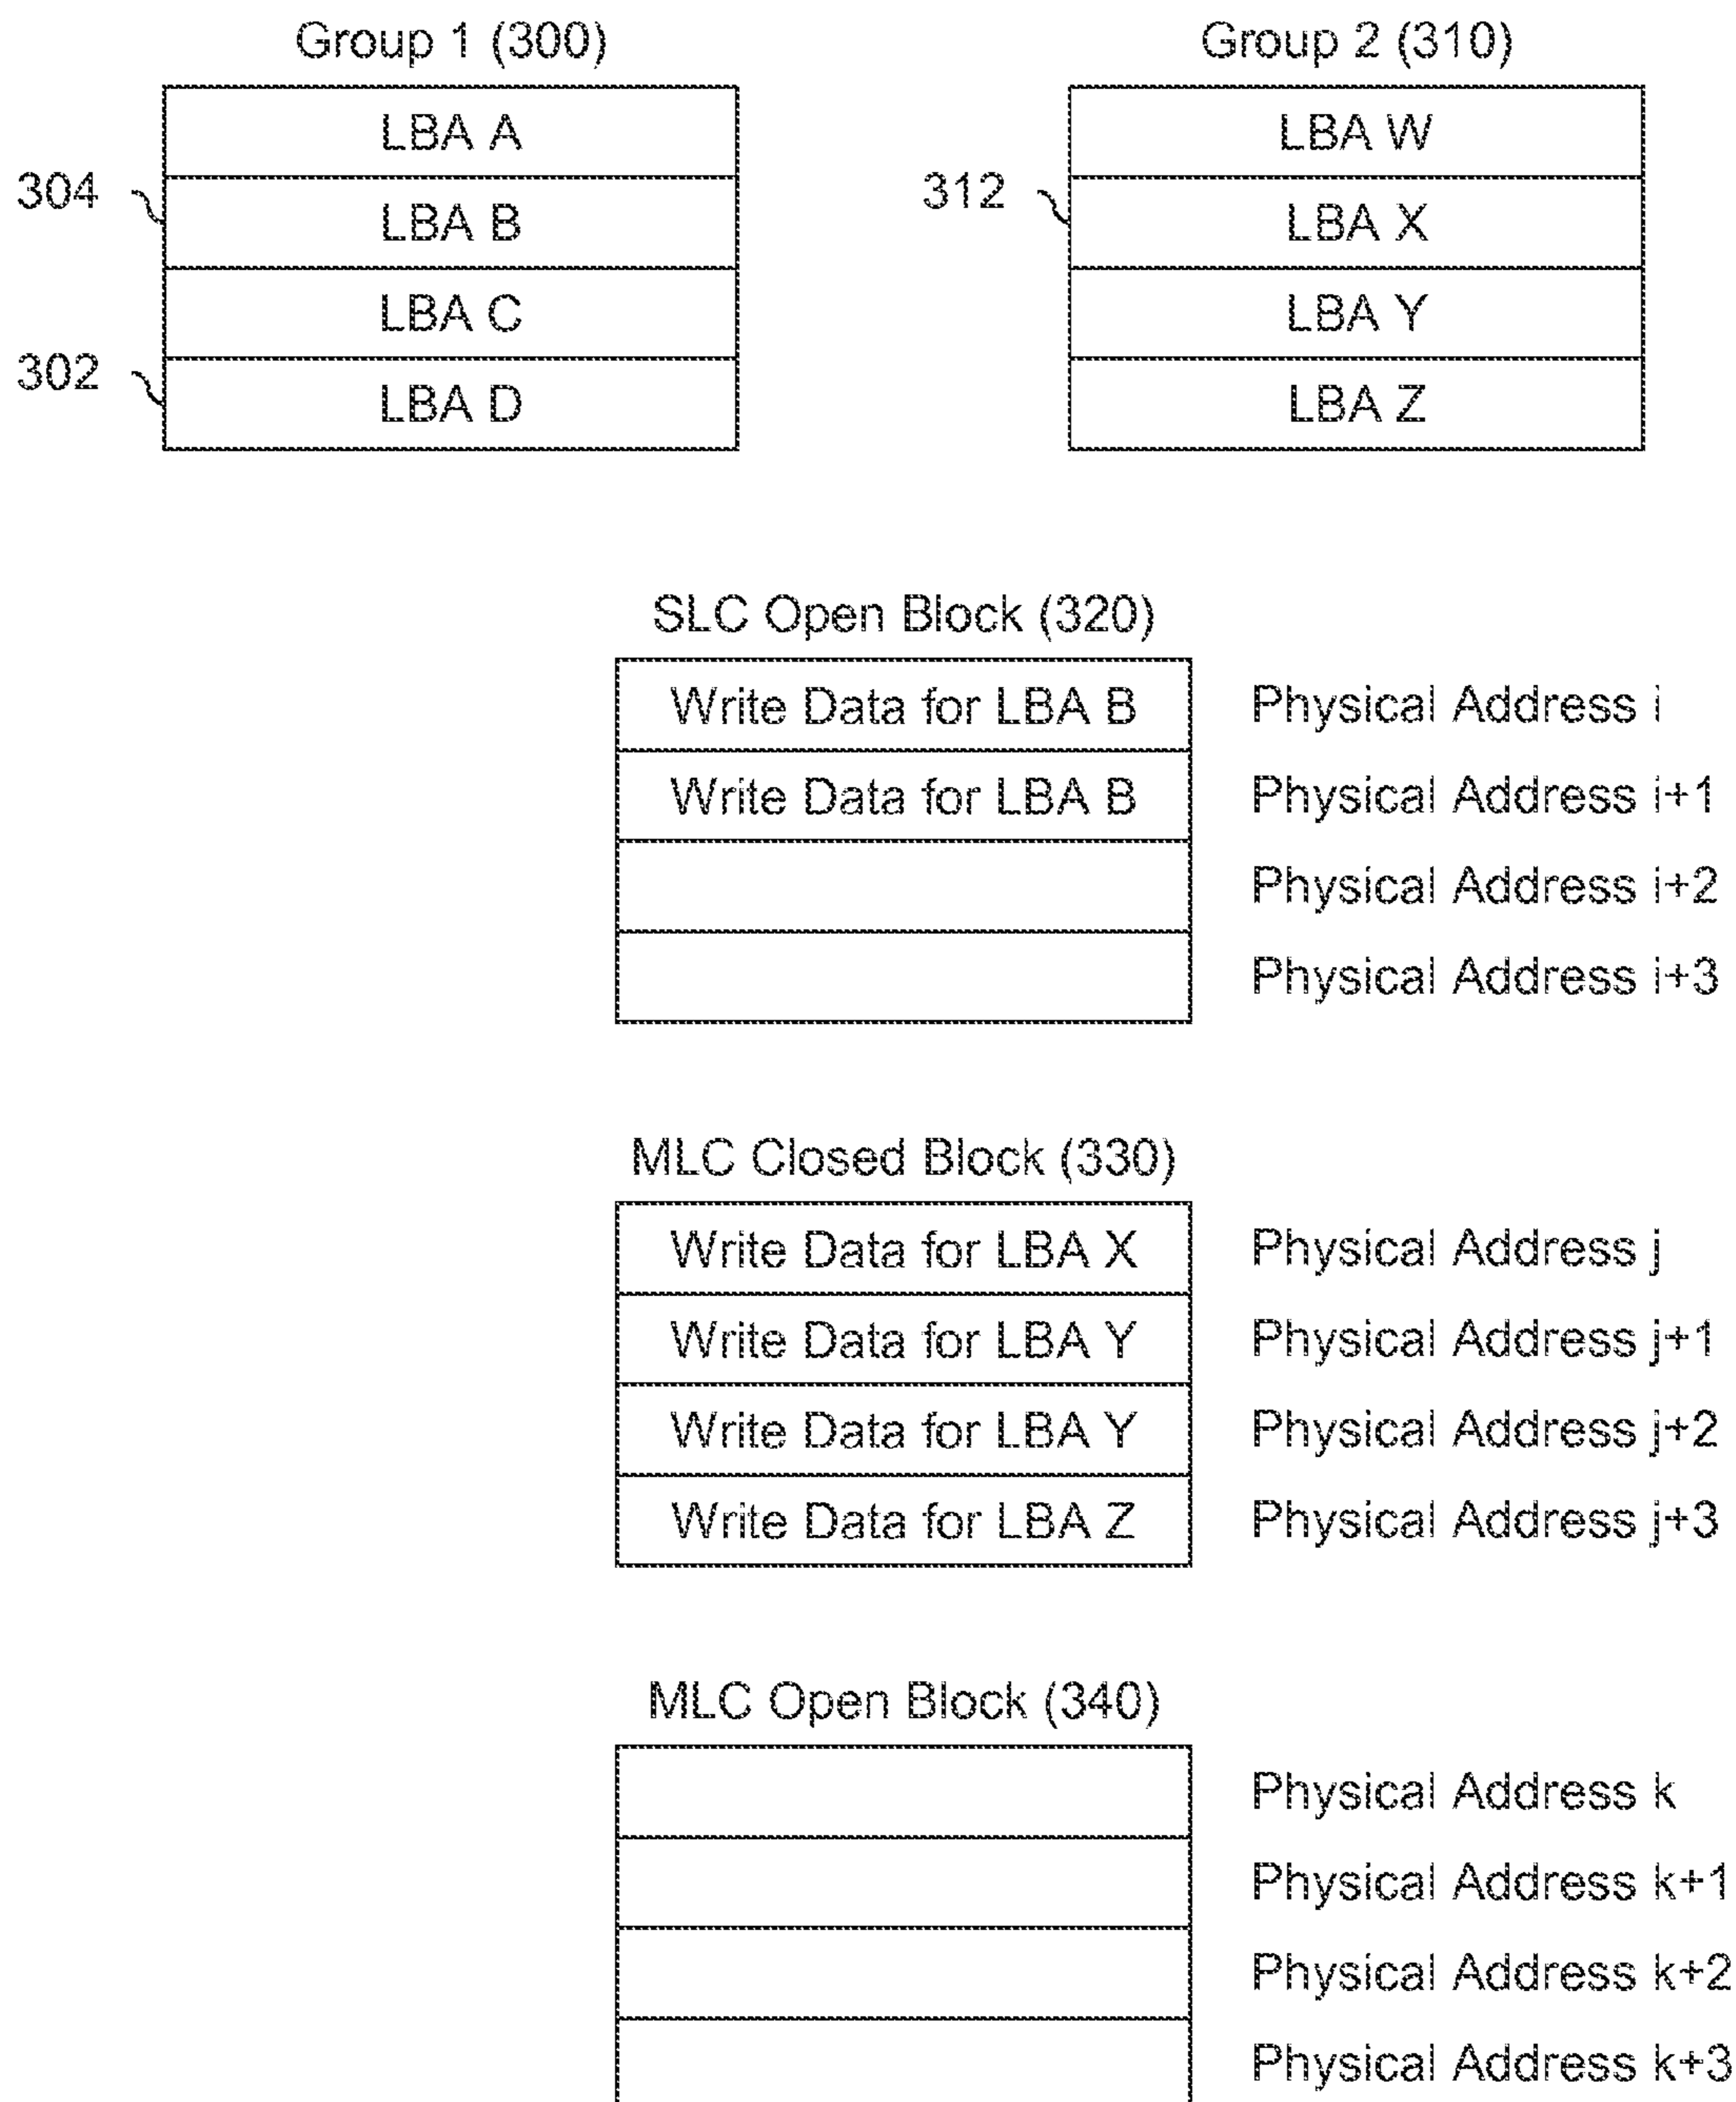 Group 1 (300)
LBA A
304
LBA B
LBA C
302
LBA D
Group 2 (310)
LBA W
312
LBA X
LBA Y
LBA Z
SLC Open Block (320)
Write Data for LBA B Physical Address i
Write Data for LBA B Physical Address i+1
Physical Address i+2
Physical Address i+3
MLC Closed Block (330)
Write Data for LBA X Physical Address j
Write Data for LBA Y Physical Address j+1
Write Data for LBA Y Physical Address j+2
Write Data for LBA Z Physical Address j+3
MLC Open Block (340)
Physical Address k
Physical Address k+1
Physical Address k+2
Physical Address k+3